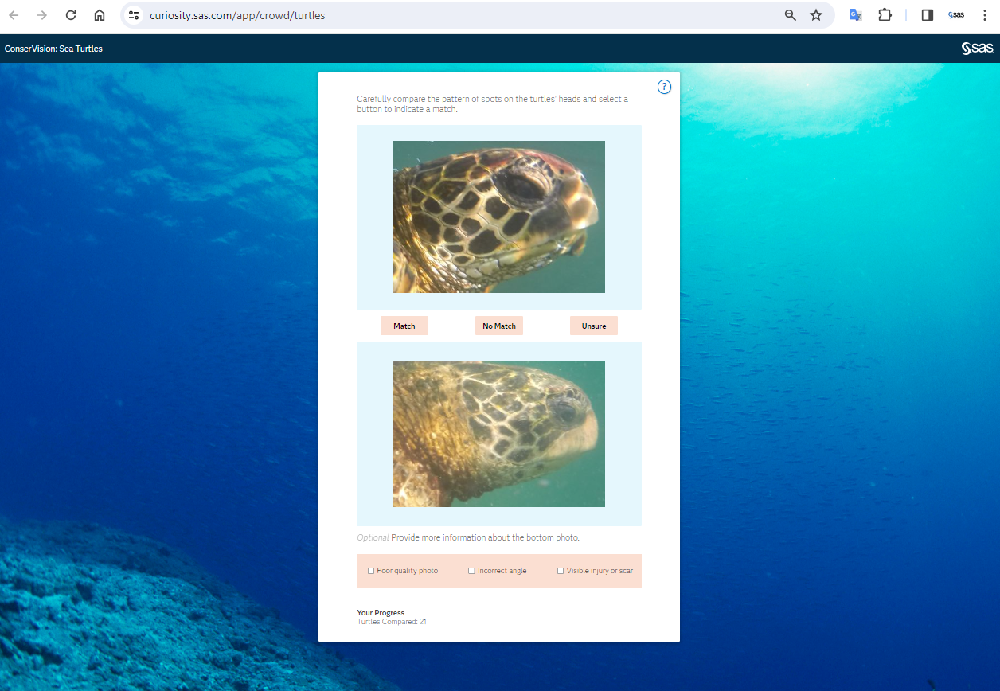 curiosity.sas.com/app/crowd/turtles
sas
ConserVision: Sea Turtles
sas
?
Carefully compare the pattern of spots on the turtles' heads and select a
button to indicate a match.
Match No Match Unsure
Optional Provide more information about the bottom photo.
Poor quality photo Incorrect angle Visible injury or scar
Your Progress
Turtles Compared: 21